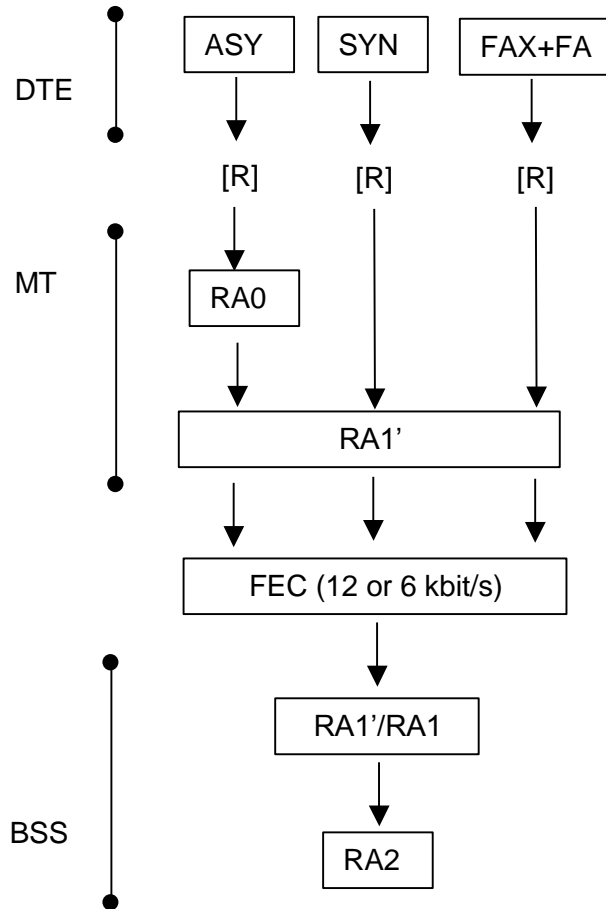 ASY SYN FAX+FA
DTE
[R] [R] [R]
MT
RA0
RA1’
FEC (12 or 6 kbit/s)
RA1’/RA1
BSS
RA2